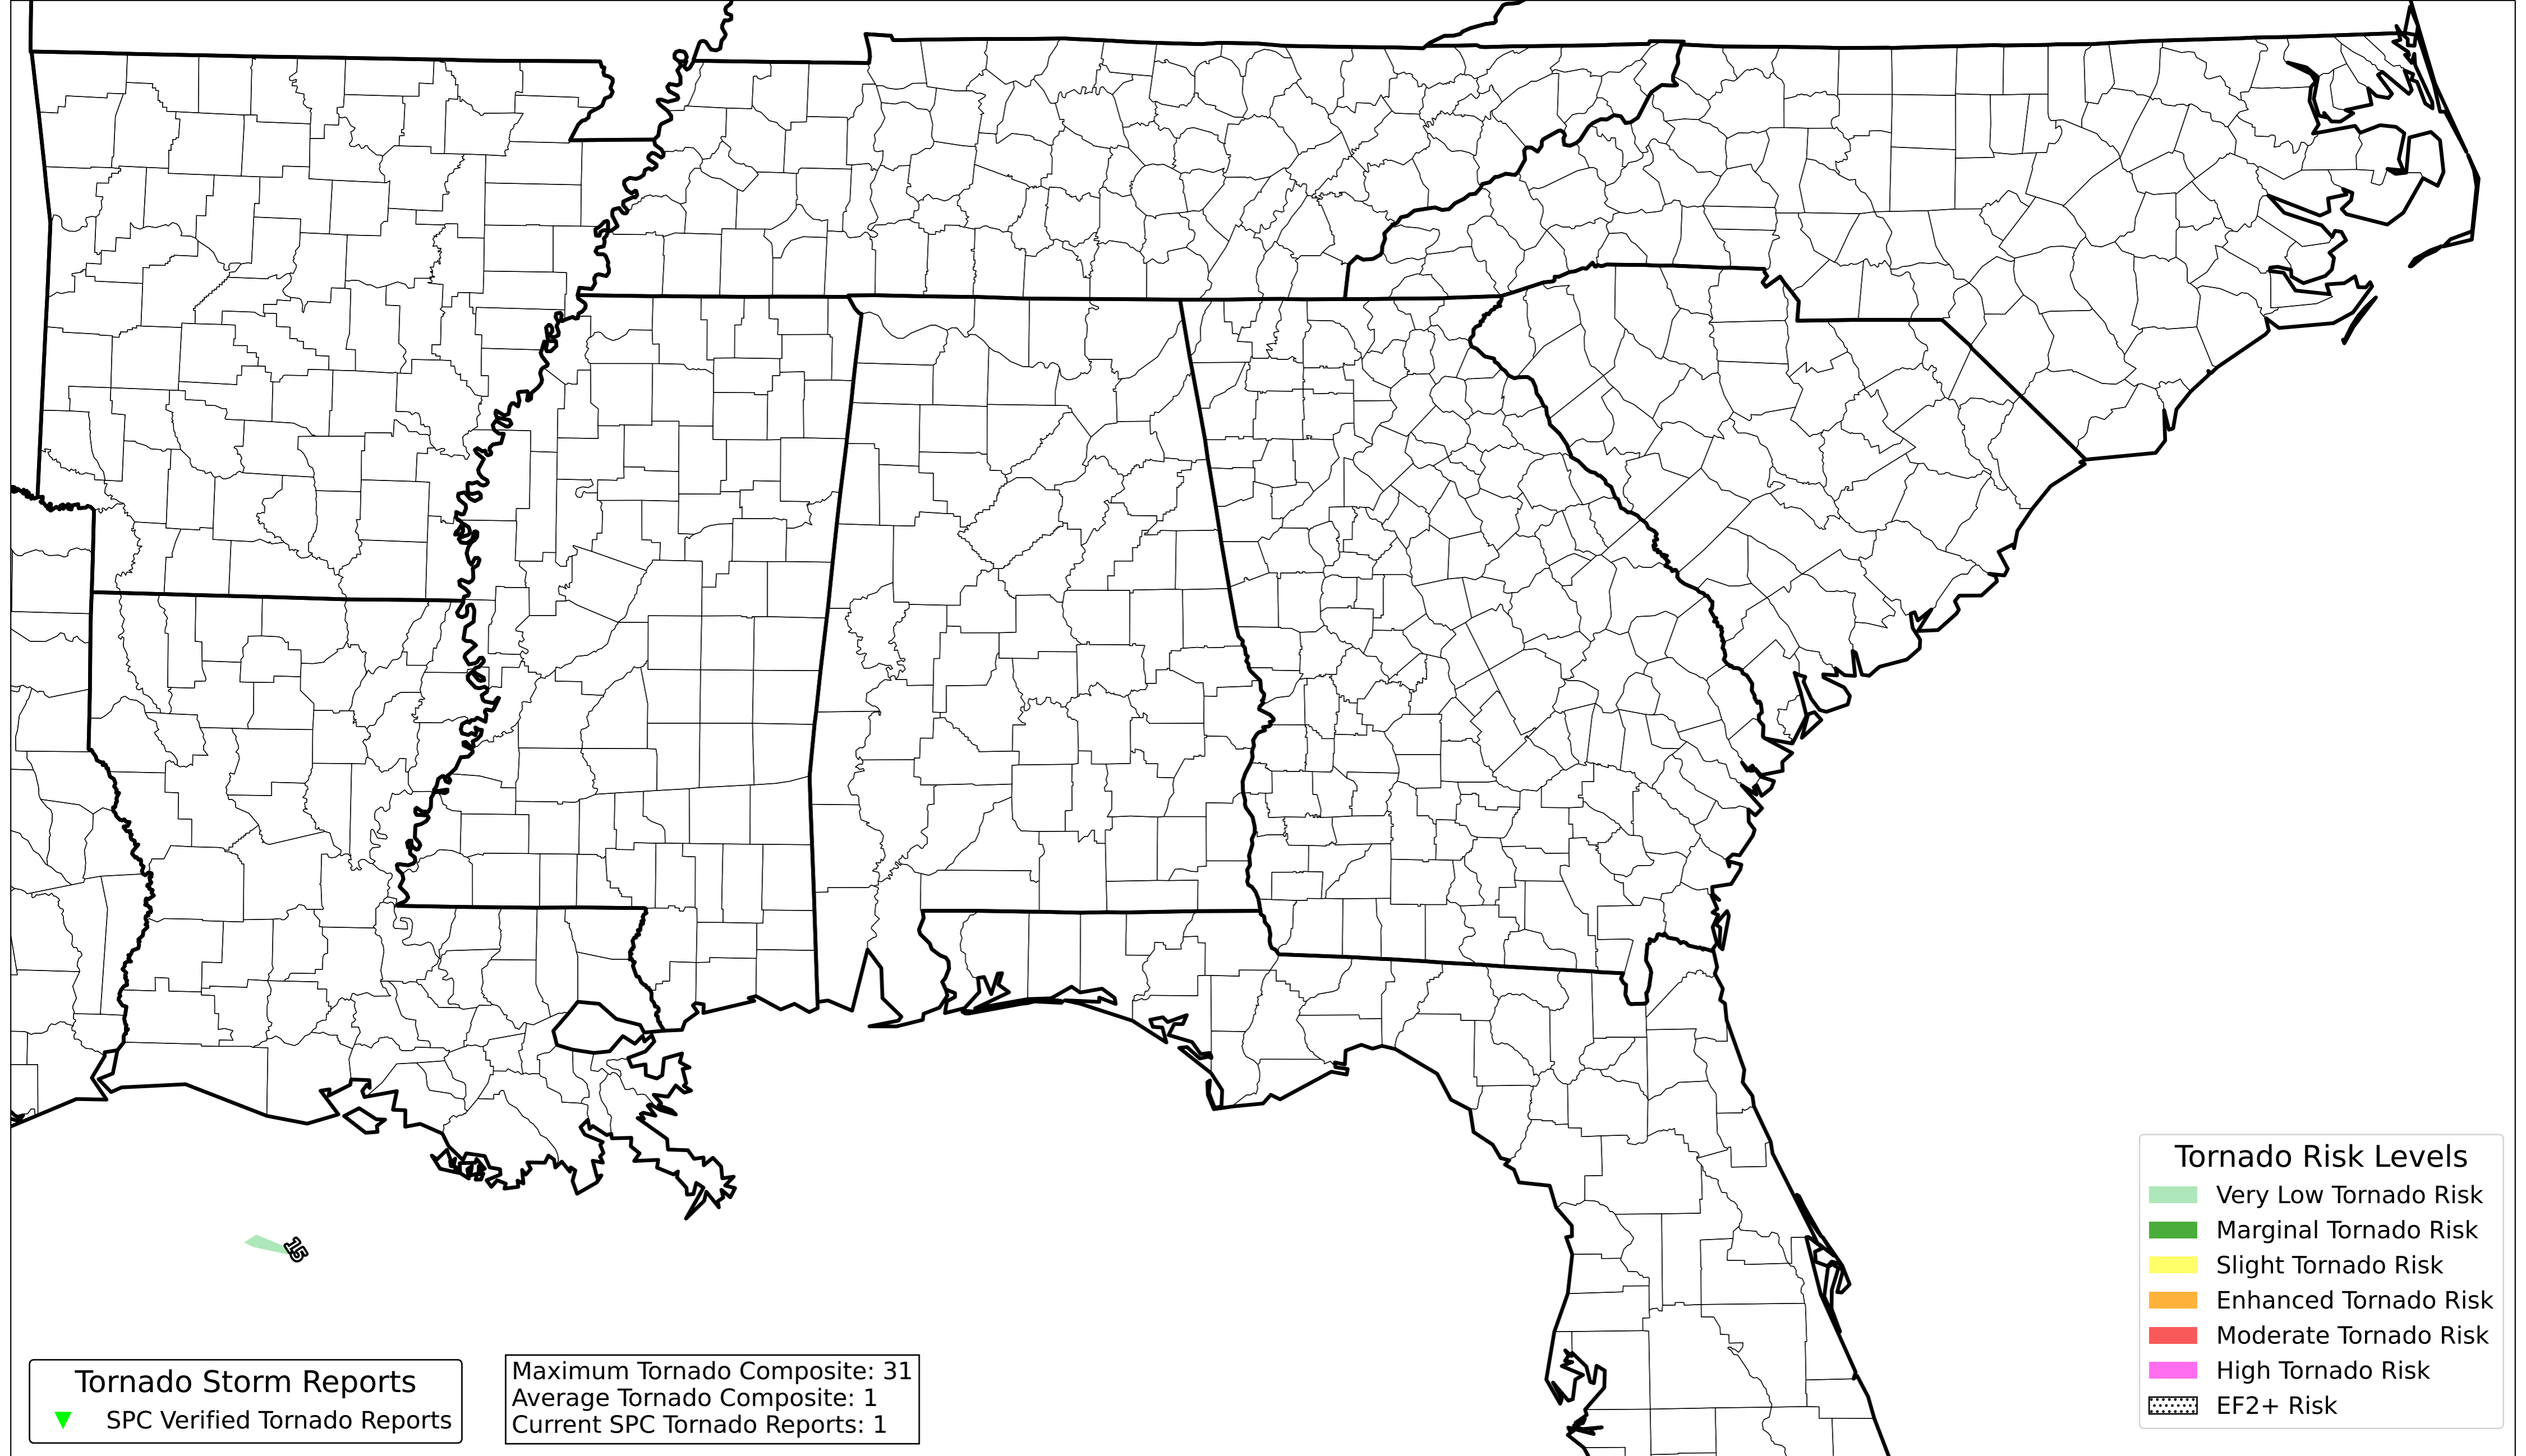 15
Tornado Storm Reports
SPC Verified Tornado Reports
Maximum Tornado Composite: 31
Average Tornado Composite: 1
Current SPC Tornado Reports: 1
Tornado Risk Levels
Very Low Tornado Risk
Marginal Tornado Risk
Slight Tornado Risk
Enhanced Tornado Risk
Moderate Tornado Risk
High Tornado Risk
EF2+ Risk